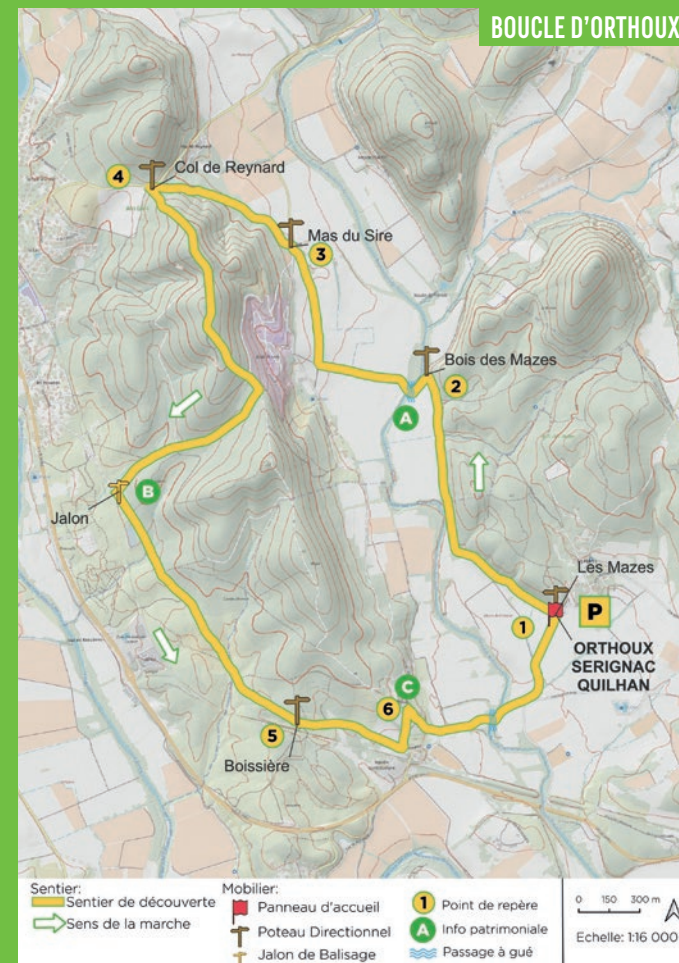 BOUCLE D'ORTHOUX
4
Col de Reynard
Mas du Sire
3
Bois des Mazes
2
A
B
Jalon
Les Mazes
P
1
ORTHOUX
SERIGNAC
QUILHAN
C
6
5
Boissière
Sentier:
Sentier de découverte
Sens de la marche
Mobilier:
Panneau d'accueil
Poteau Directionnel
Jalon de Balisage
1 Point de repère
A Info patrimoniale
Passage à gué
0 150 300 m
Echelle: 1:16 000